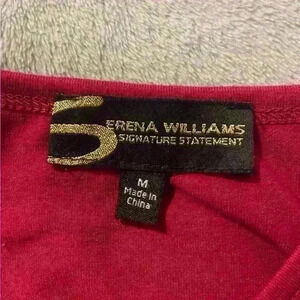 SERENA WILLIAMS
SIGNATURE STATEMENT
M
Made in
China